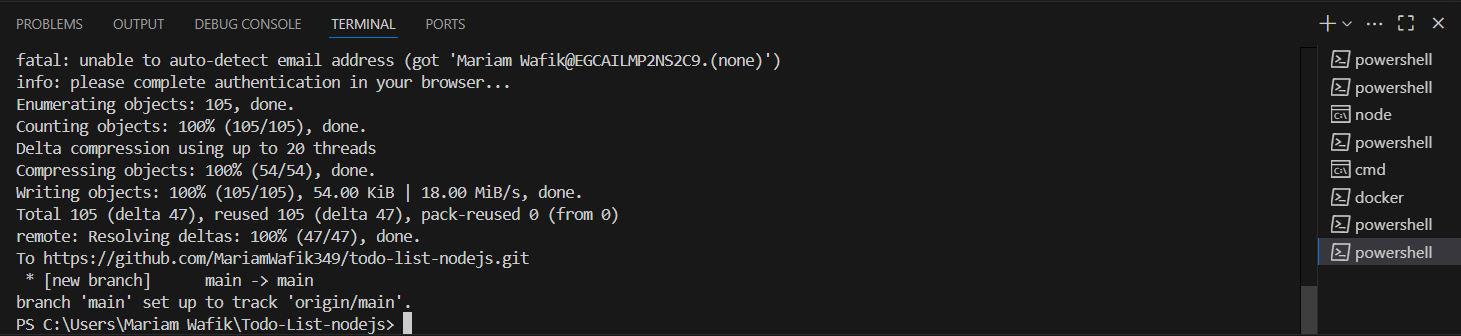 PROBLEMS OUTPUT DEBUG CONSOLE TERMINAL PORTS
fatal: unable to auto-detect email address (got 'Mariam Wafik@EGCAILMP2NS2C9.(none)')
info: please complete authentication in your browser...
Enumerating objects: 105, done.
Counting objects: 100% (105/105), done.
Delta compression using up to 20 threads
Compressing objects: 100% (54/54), done.
Writing objects: 100% (105/105), 54.00 KiB | 18.00 MiB/s, done.
Total 105 (delta 47), reused 105 (delta 47), pack-reused 0 (from 0)
remote: Resolving deltas: 100% (47/47), done.
To https://github.com/MariamWafik349/todo-list-nodejs.git
 * [new branch]      main -> main
branch 'main' set up to track 'origin/main'.
PS C:\Users\Mariam Wafik\Todo-List-nodejs>
powershell
powershell
node
powershell
cmd
docker
powershell
powershell